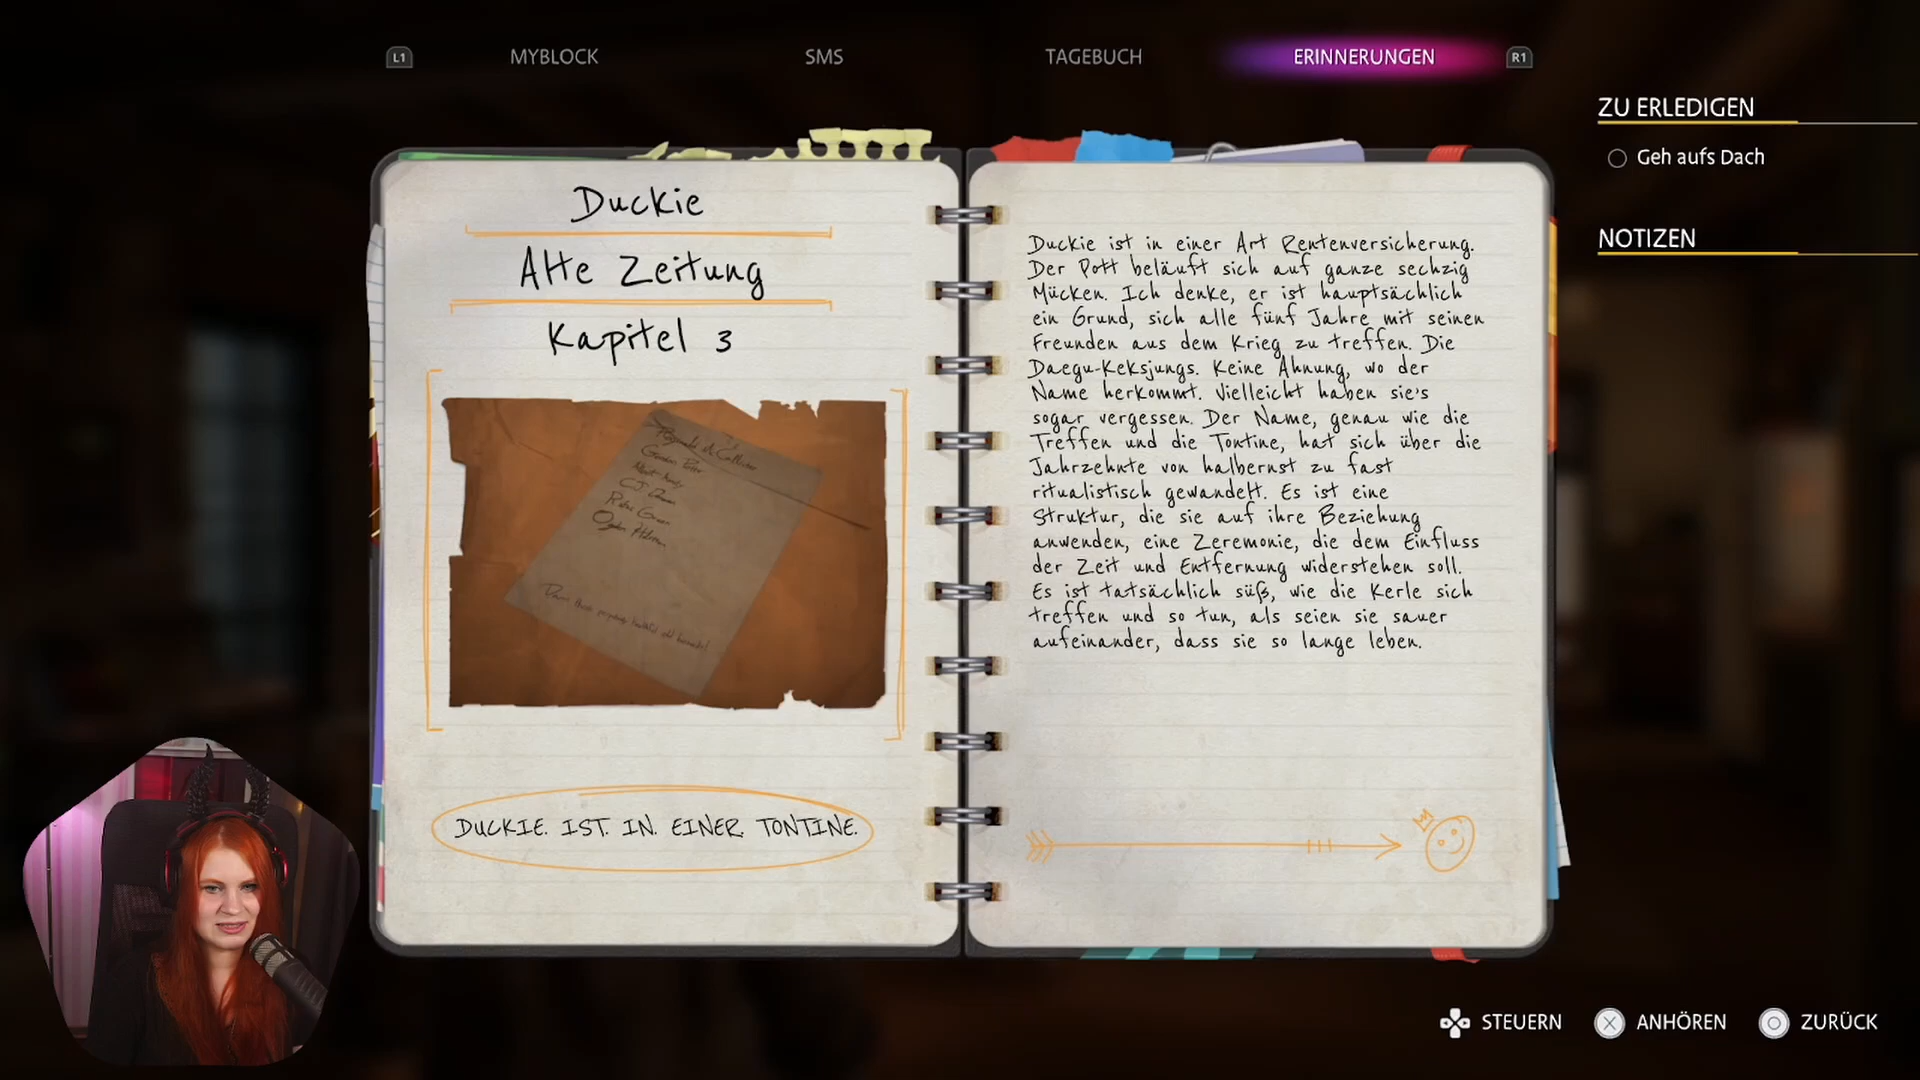 L1
MYBLOCK
SMS
TAGEBUCH
ERINNERUNGEN
R1
ZU ERLEDIGEN
Geh aufs Dach
NOTIZEN
Duckie
Alte Zeitung
Kapitel 3
DUCKIE. IST. IN. EINER. TONTINE.
Duckie ist in einer Art Rentenversicherung.
Der Pott beläuft sich auf ganze sechzig
Mücken. Ich denke, er ist hauptsächlich
ein Grund, sich alle fünf Jahre mit seinen
Freunden aus dem Krieg zu treffen. Die
Daegu-Keksjungs. Keine Ahnung, wo der
Name herkommt. Vielleicht haben sie's
sogar vergessen. Der Name, genau wie die
Treffen und die Tontine, hat sich über die
Jahrzehnte von halbernst zu fast
ritualistisch gewandelt. Es ist eine
Struktur, die sie auf ihre Beziehung
anwenden, eine Zeremonie, die dem Einfluss
der Zeit und Entfernung widerstehen soll.
Es ist tatsächlich süß, wie die Kerle sich
treffen und so tun, als seien sie sauer
aufeinander, dass sie so lange leben.
STEUERN
ANHÖREN
ZURÜCK